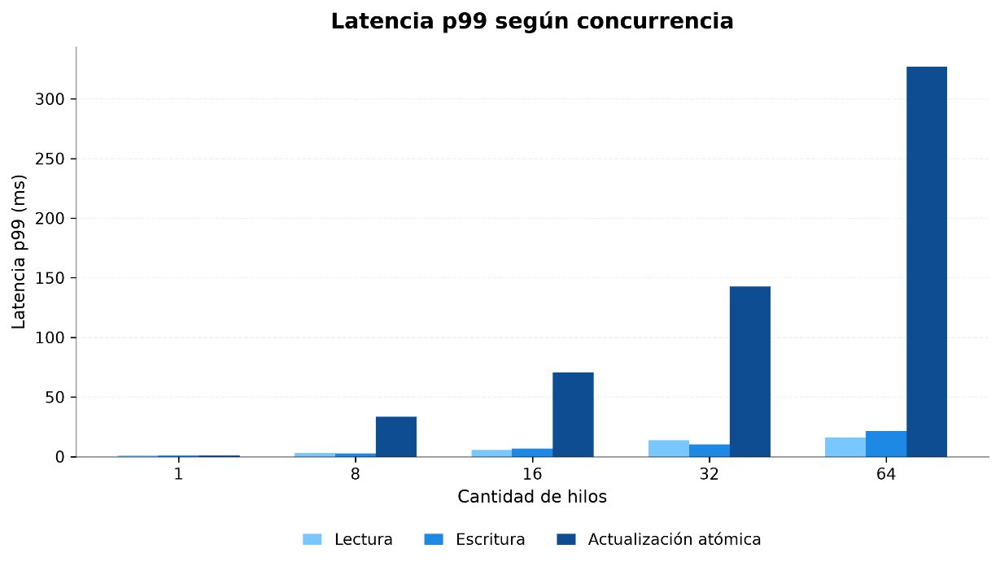 Latencia p99 según concurrencia
Latencia p99 (ms)
300
250
200
150
100
50
0
1 8 16 32 64
Cantidad de hilos
Lectura Escritura Actualización atómica